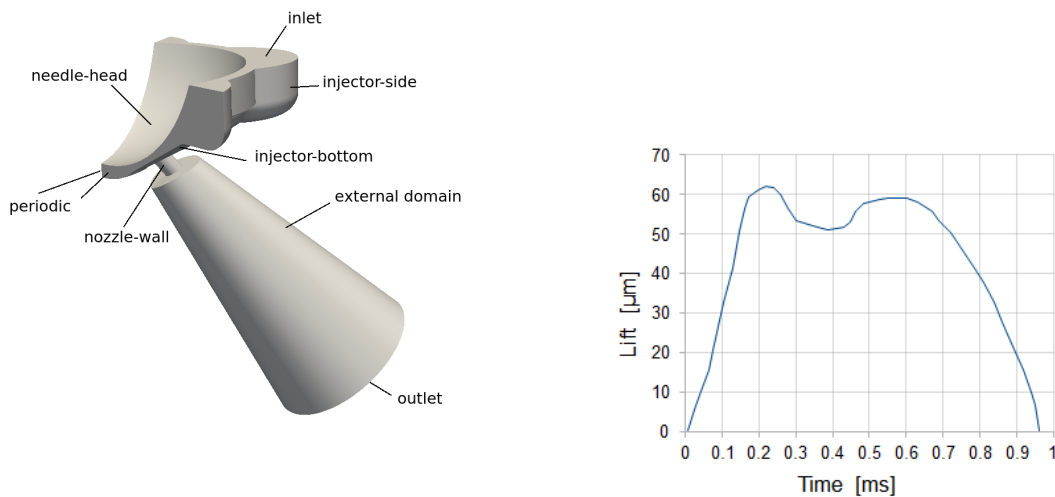 inlet
needle-head
injector-side
injector-bottom
external domain
periodic
nozzle-wall
outlet
70
60
50
40
30
20
10
0
Lift [µm]
0 0.1 0.2 0.3 0.4 0.5 0.6 0.7 0.8 0.9 1
Time [ms]